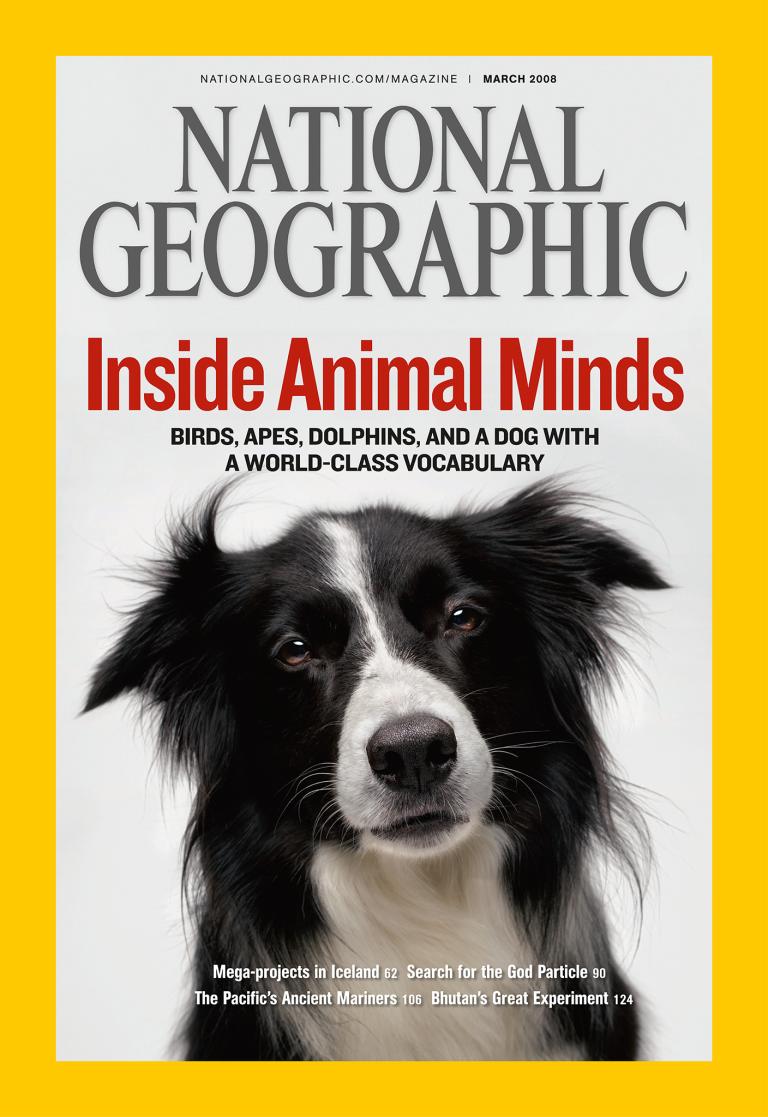 NATIONALGEOGRAPHIC.COM/MAGAZINE | MARCH 2008
NATIONAL
GEOGRAPHIC
Inside Animal Minds
BIRDS, APES, DOLPHINS, AND A DOG WITH
A WORLD-CLASS VOCABULARY
Mega-projects in Iceland 62 Search for the God Particle 90
The Pacific's Ancient Mariners 106 Bhutan's Great Experiment 124